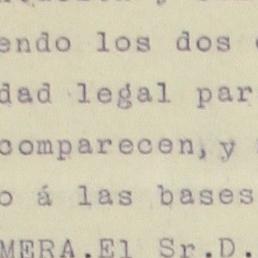 endo los dos
dad legal par
comparecen, y
o á las bases
MERA.El Sr.D.